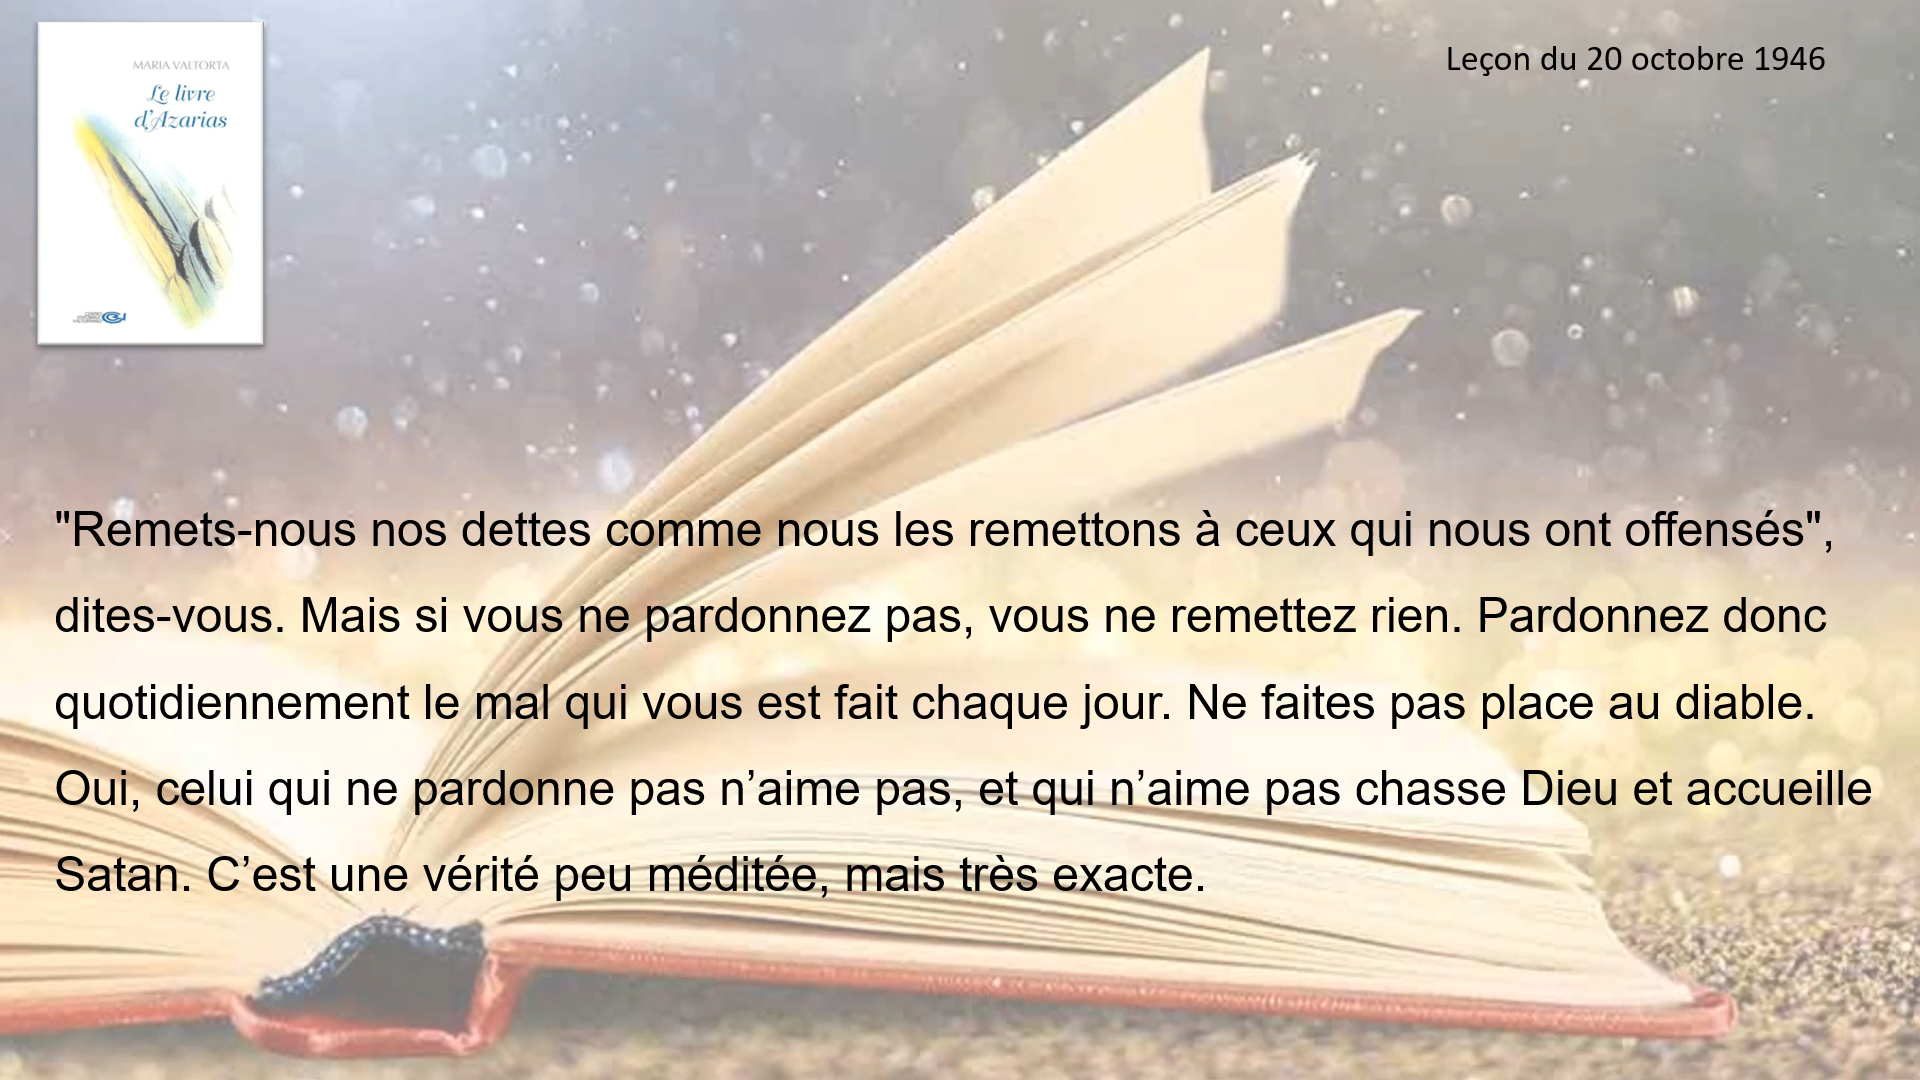 MARIA VALTORTA
Le livre
d'Azarias
CENTRO
EDITORIALE
VALTORTIANO
Leçon du 20 octobre 1946
"Remets-nous nos dettes comme nous les remettons à ceux qui nous ont offensés",
dites-vous. Mais si vous ne pardonnez pas, vous ne remettez rien. Pardonnez donc
quotidiennement le mal qui vous est fait chaque jour. Ne faites pas place au diable.
Oui, celui qui ne pardonne pas n’aime pas, et qui n’aime pas chasse Dieu et accueille
Satan. C’est une vérité peu méditée, mais très exacte.